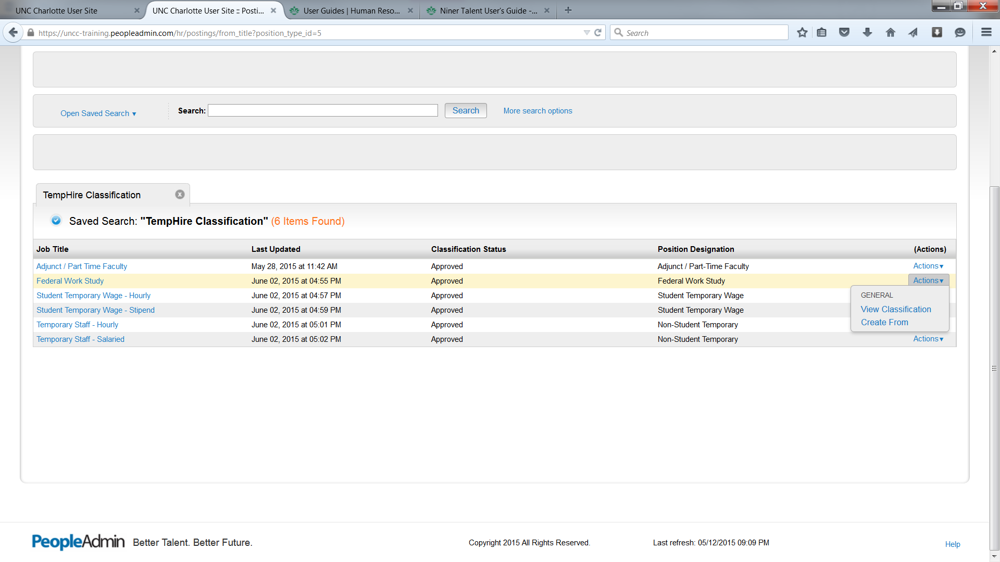 UNC Charlotte User Site
UNC Charlotte User Site :: Posti...
User Guides | Human Reso...
Niner Talent User's Guide -...
https://uncc-training.peopleadmin.com/hr/postings/from_title?position_type_id=5
Search
Open Saved Search
Search:
Search
More search options
TempHire Classification
Saved Search: "TempHire Classification" (6 Items Found)
Job Title Last Updated Classification Status Position Designation (Actions)
Adjunct / Part Time Faculty May 28, 2015 at 11:42 AM Approved Adjunct / Part-Time Faculty Actions
Federal Work Study June 02, 2015 at 04:55 PM Approved Federal Work Study Actions
Student Temporary Wage - Hourly June 02, 2015 at 04:57 PM Approved Student Temporary Wage
GENERAL
Student Temporary Wage - Stipend June 02, 2015 at 04:59 PM Approved Student Temporary Wage
View Classification
Temporary Staff - Hourly June 02, 2015 at 05:01 PM Approved Non-Student Temporary
Create From
Temporary Staff - Salaried June 02, 2015 at 05:02 PM Approved Non-Student Temporary Actions
PeopleAdmin Better Talent. Better Future.
Copyright 2015 All Rights Reserved.
Last refresh: 05/12/2015 09:09 PM
Help